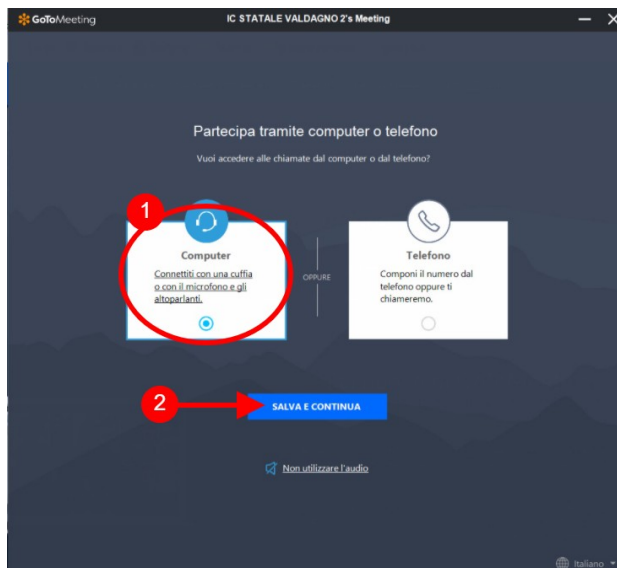 GoToMeeting
IC STATALE VALDAGNO 2's Meeting
Partecipa tramite computer o telefono
Vuoi accedere alle chiamate dal computer o dal telefono?
1
Computer
Connettiti con una cuffia
o con il microfono e gli
altoparlanti.
OPPURE
Telefono
Componi il numero dal
telefono oppure ti
chiameremo.
2
SALVA E CONTINUA
Non utilizzare l'audio
Italiano